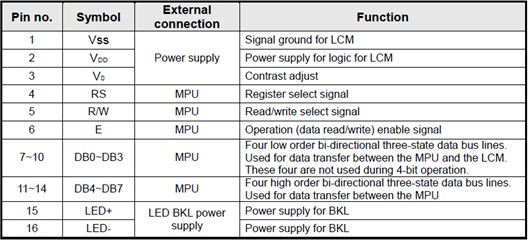 Pin no. Symbol External connection Function
1 Vss Power supply Signal ground for LCM
2 VDD Power supply for logic for LCM
3 V0 Contrast adjust
4 RS MPU Register select signal
5 R/W MPU Read/write select signal
6 E MPU Operation (data read/write) enable signal
7~10 DB0~DB3 MPU Four low order bi-directional three-state data bus lines.
Used for data transfer between the MPU and the LCM.
These four are not used during 4-bit operation.
11~14 DB4~DB7 MPU Four high order bi-directional three-state data bus lines.
Used for data transfer between the MPU
15 LED+ LED BKL power supply Power supply for BKL
16 LED- Power supply for BKL